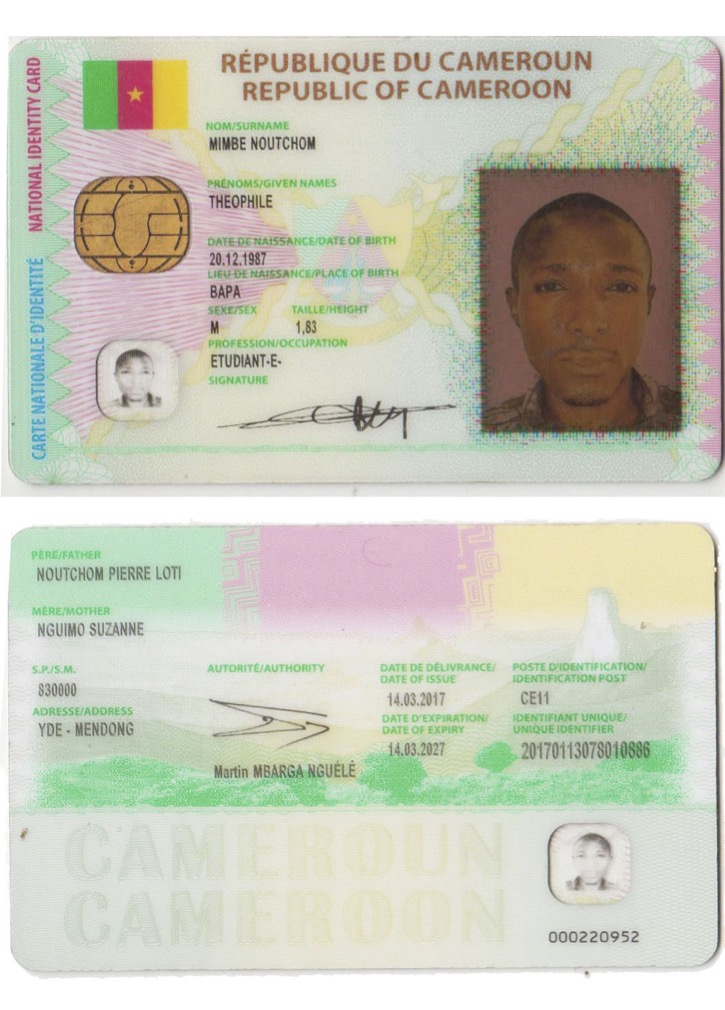 NATIONAL IDENTITY CARD
CARTE NATIONALE D'IDENTITÉ
RÉPUBLIQUE DU CAMEROUN
REPUBLIC OF CAMEROON
NOM/SURNAME
MIMBE NOUTCHOM
PRÉNOMS/GIVEN NAMES
THEOPHILE
DATE DE NAISSANCE/DATE OF BIRTH
20.12.1987
LIEU DE NAISSANCE/PLACE OF BIRTH
BAPA
SEXE/SEX TAILLE/HEIGHT
M 1,83
PROFESSION/OCCUPATION
ETUDIANT-E-
SIGNATURE
PÈRE/FATHER
NOUTCHOM PIERRE LOTI
MÈRE/MOTHER
NGUIMO SUZANNE
S.P./S.M.
830000
ADRESSE/ADDRESS
YDE - MENDONG
AUTORITÉ/AUTHORITY
Martin MBARGA NGUÉLÉ
DATE DE DÉLIVRANCE/
DATE OF ISSUE
14.03.2017
DATE D'EXPIRATION/
DATE OF EXPIRY
14.03.2027
POSTE D'IDENTIFICATION/
IDENTIFICATION POST
CE11
IDENTIFIANT UNIQUE/
UNIQUE IDENTIFIER
20170113078010886
CAMEROUN
CAMEROON
000220952